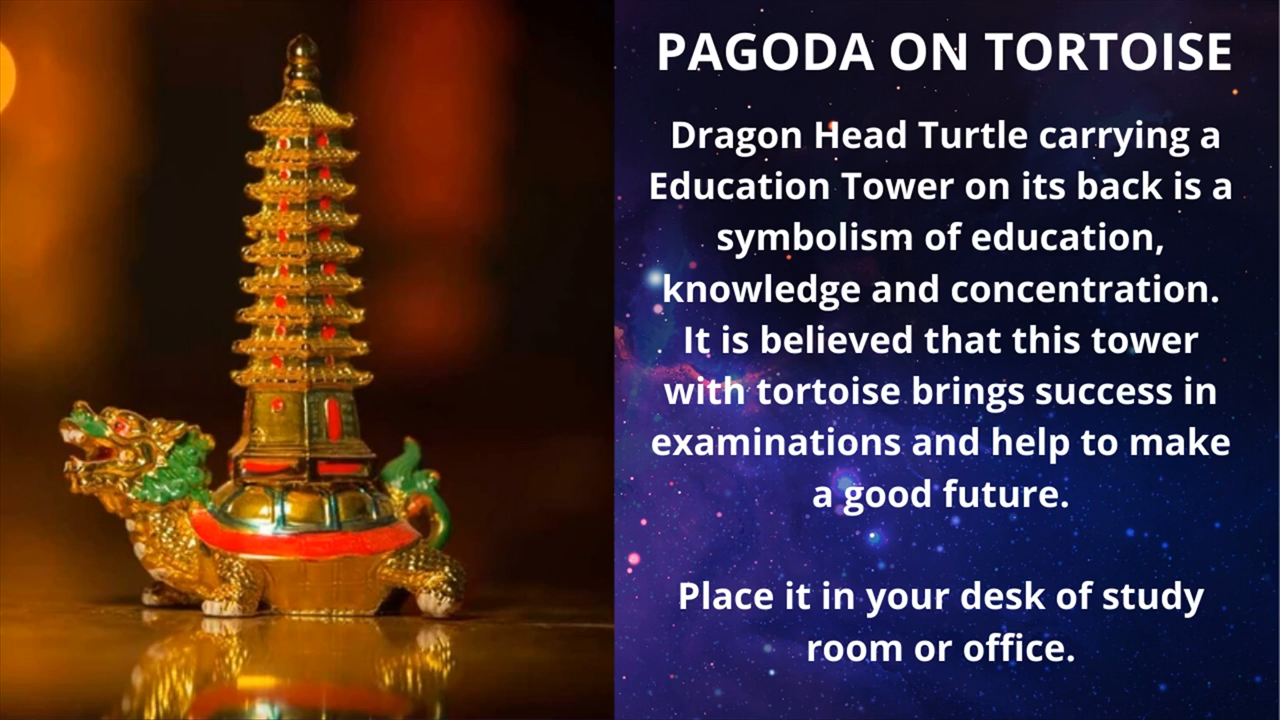 PAGODA ON TORTOISE
Dragon Head Turtle carrying a
Education Tower on its back is a
symbolism of education,
knowledge and concentration.
It is believed that this tower
with tortoise brings success in
examinations and help to make
a good future.
Place it in your desk of study
room or office.